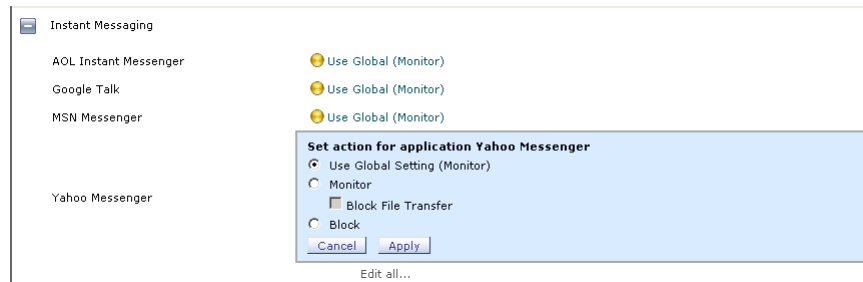 Instant Messaging
AOL Instant Messenger Use Global (Monitor)
Google Talk Use Global (Monitor)
MSN Messenger Use Global (Monitor)
Set action for application Yahoo Messenger
Use Global Setting (Monitor)
Monitor
Yahoo Messenger Block File Transfer
Block
Cancel Apply
Edit all...